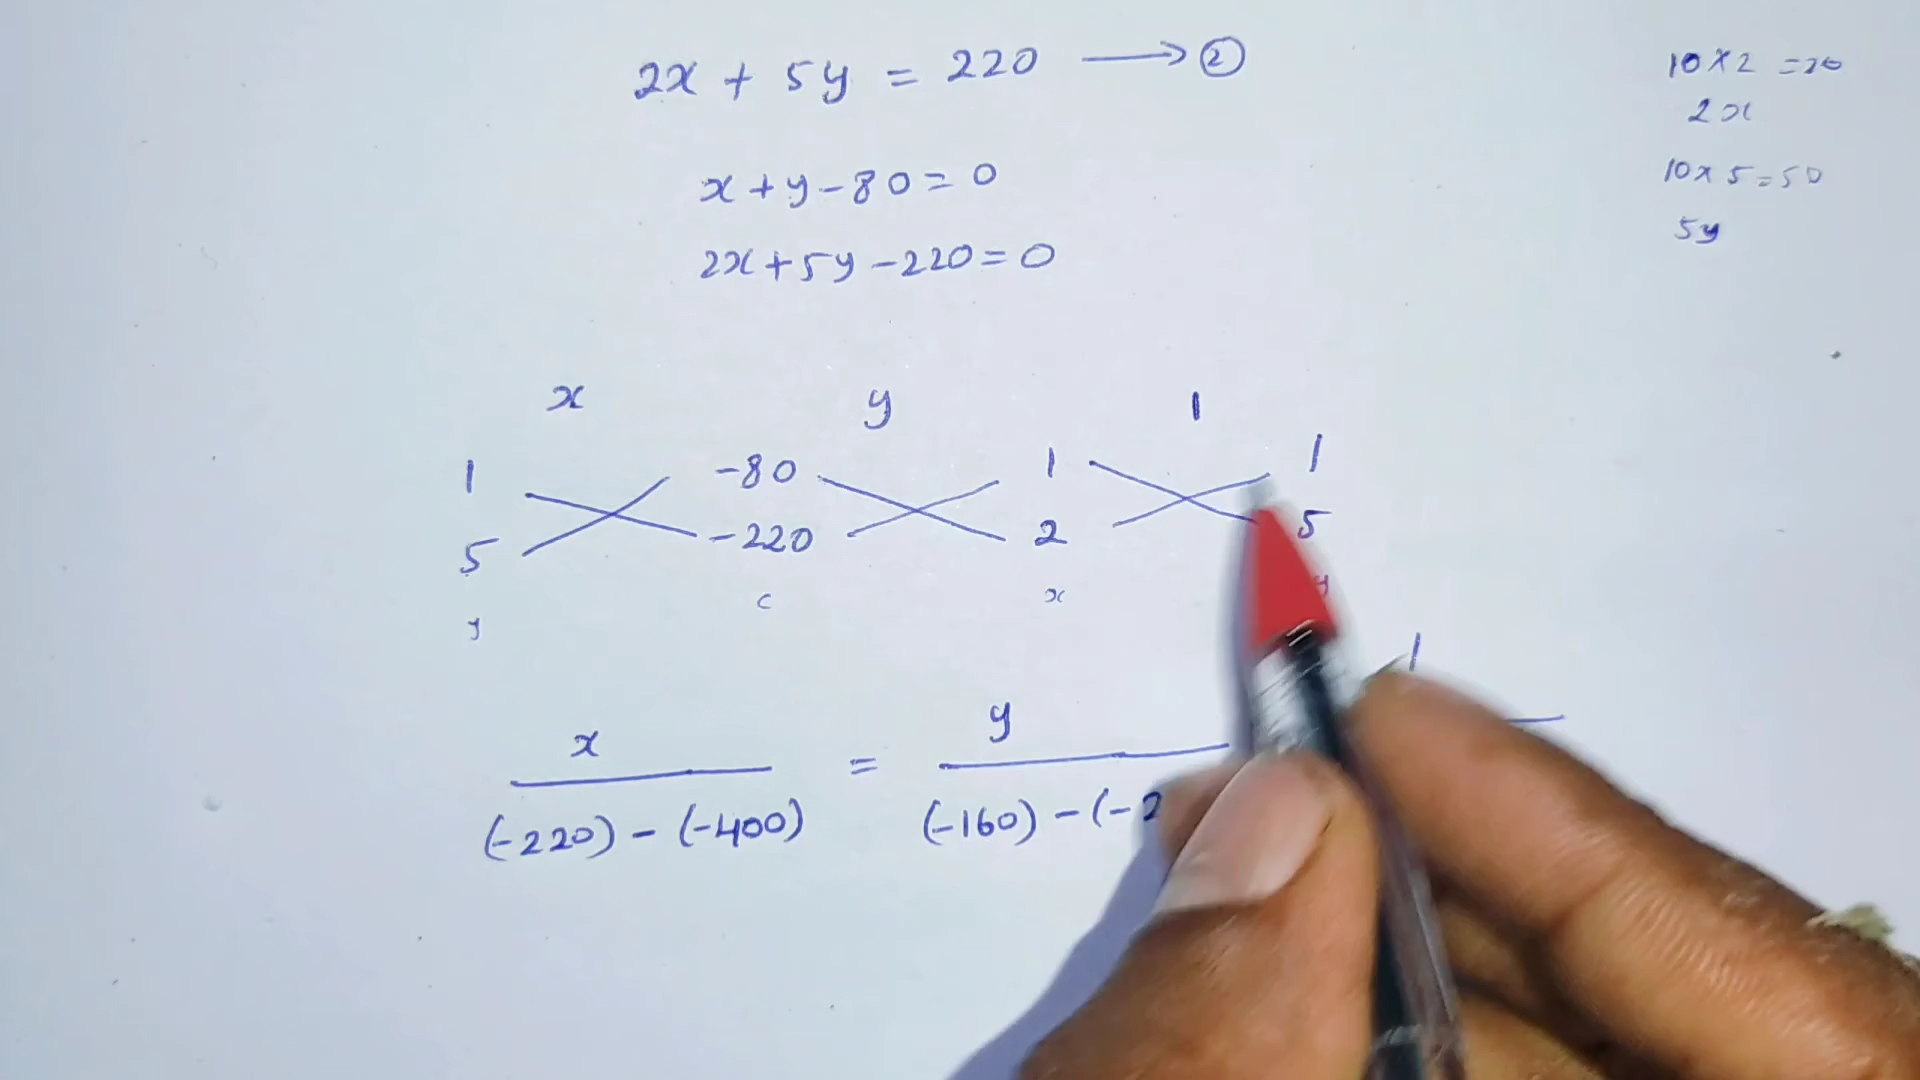 2x + 5y = 220 ⟶ ②
x + y - 80 = 0
2x + 5y - 220 = 0
10 x 2 = 20
2x
10 x 5 = 50
5y
x y 1
1 -80 1 1
5 -220 2 5
y c x y
x = y 1
(-220) - (-400) (-160) - (-2